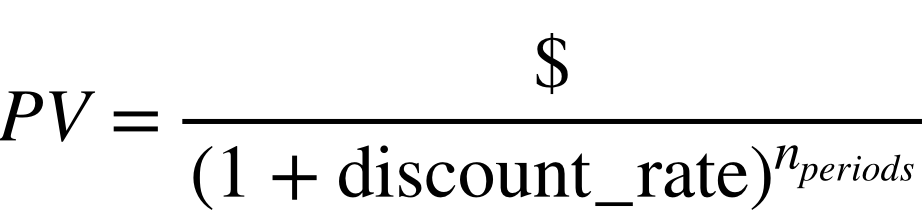 PV = $ / (1 + discount_rate)^n_periods